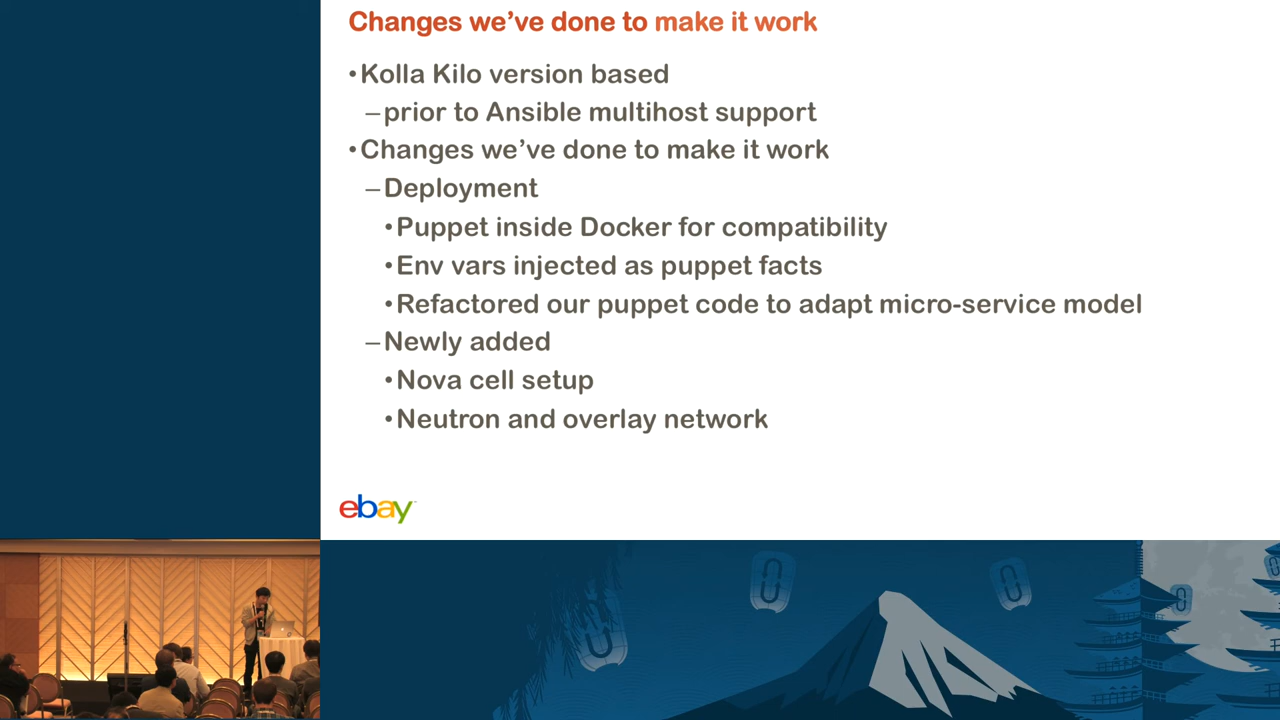 Changes we’ve done to make it work
•Kolla Kilo version based
–prior to Ansible multihost support
•Changes we’ve done to make it work
–Deployment
•Puppet inside Docker for compatibility
•Env vars injected as puppet facts
•Refactored our puppet code to adapt micro-service model
–Newly added
•Nova cell setup
•Neutron and overlay network
ebay